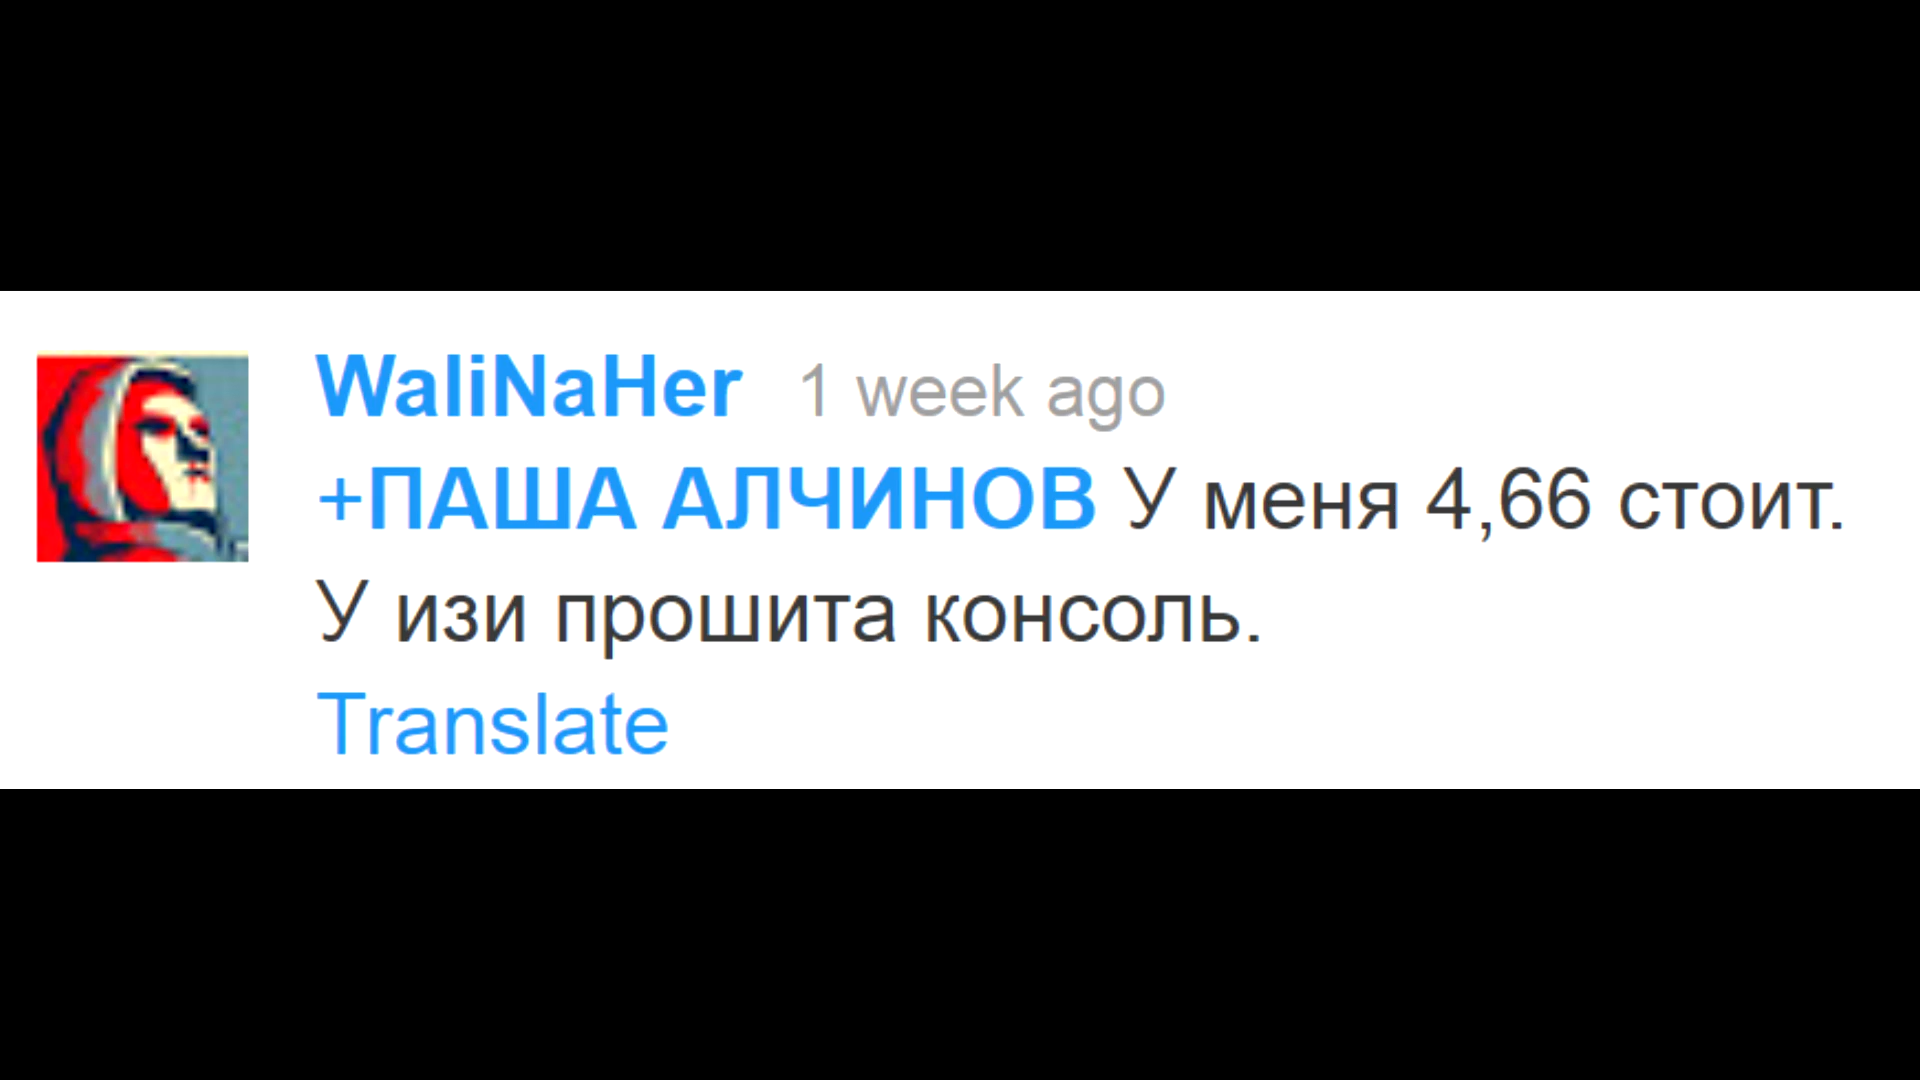 WaliNaHer 1 week ago
+ПАША АЛЧИНОВ У меня 4,66 стоит.
У изи прошита консоль.
Translate